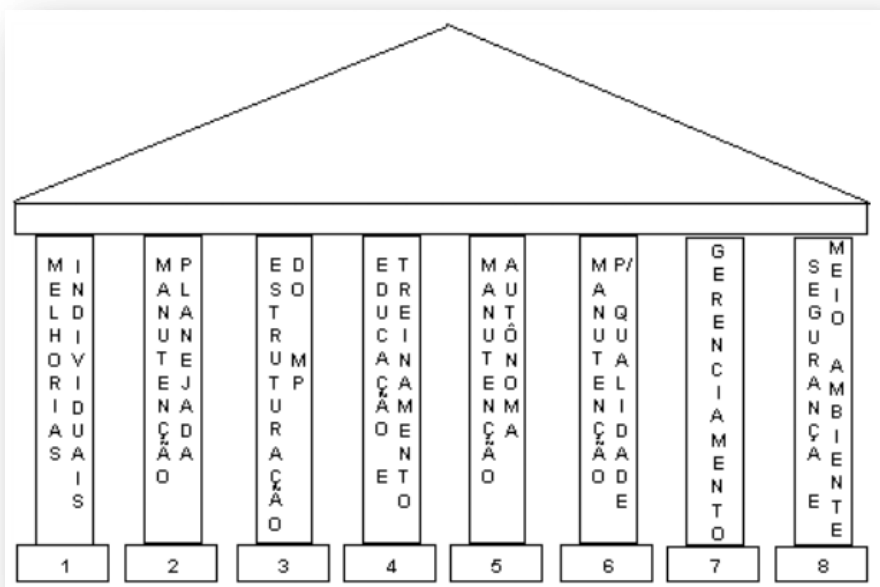 MELHORIAS
INDIVIDUAIS
MANUTENÇÃO
PLANEJADA
ESTRUTURAÇÃO
DO MP
EDUCAÇÃO E
TREINAMENTO
MANUTENÇÃO
AUTÔNOMA
MANUTENÇÃO
P/ QUALIDADE
GERENCIAMENTO
SEGURANÇA E
MEIO AMBIENTE
1 2 3 4 5 6 7 8